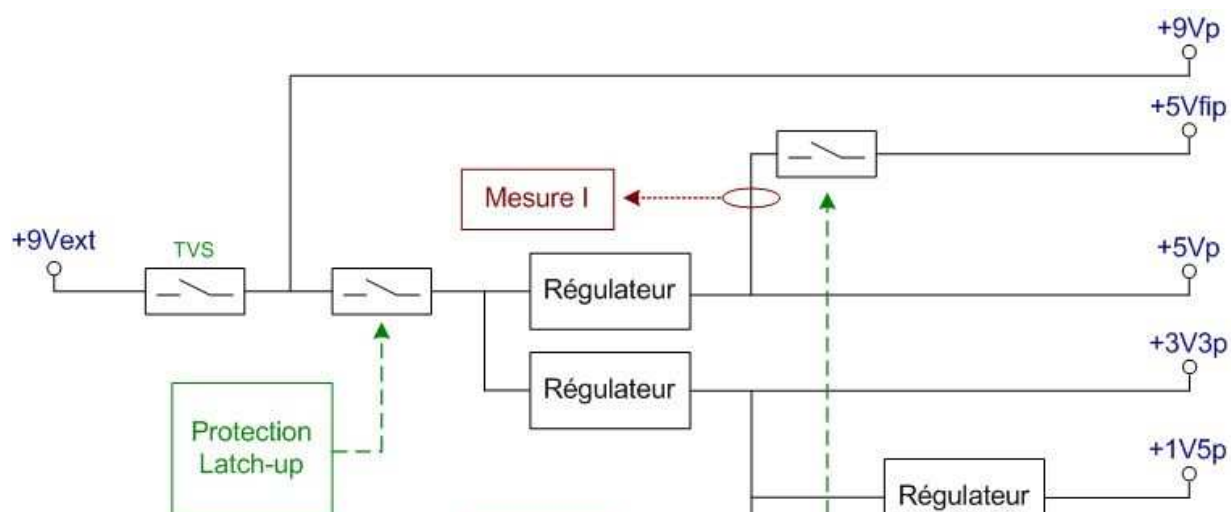 +9Vp
+5Vfip
Mesure I
+9Vext
TVS
+5Vp
Régulateur
+3V3p
Régulateur
Protection
Latch-up
+1V5p
Régulateur